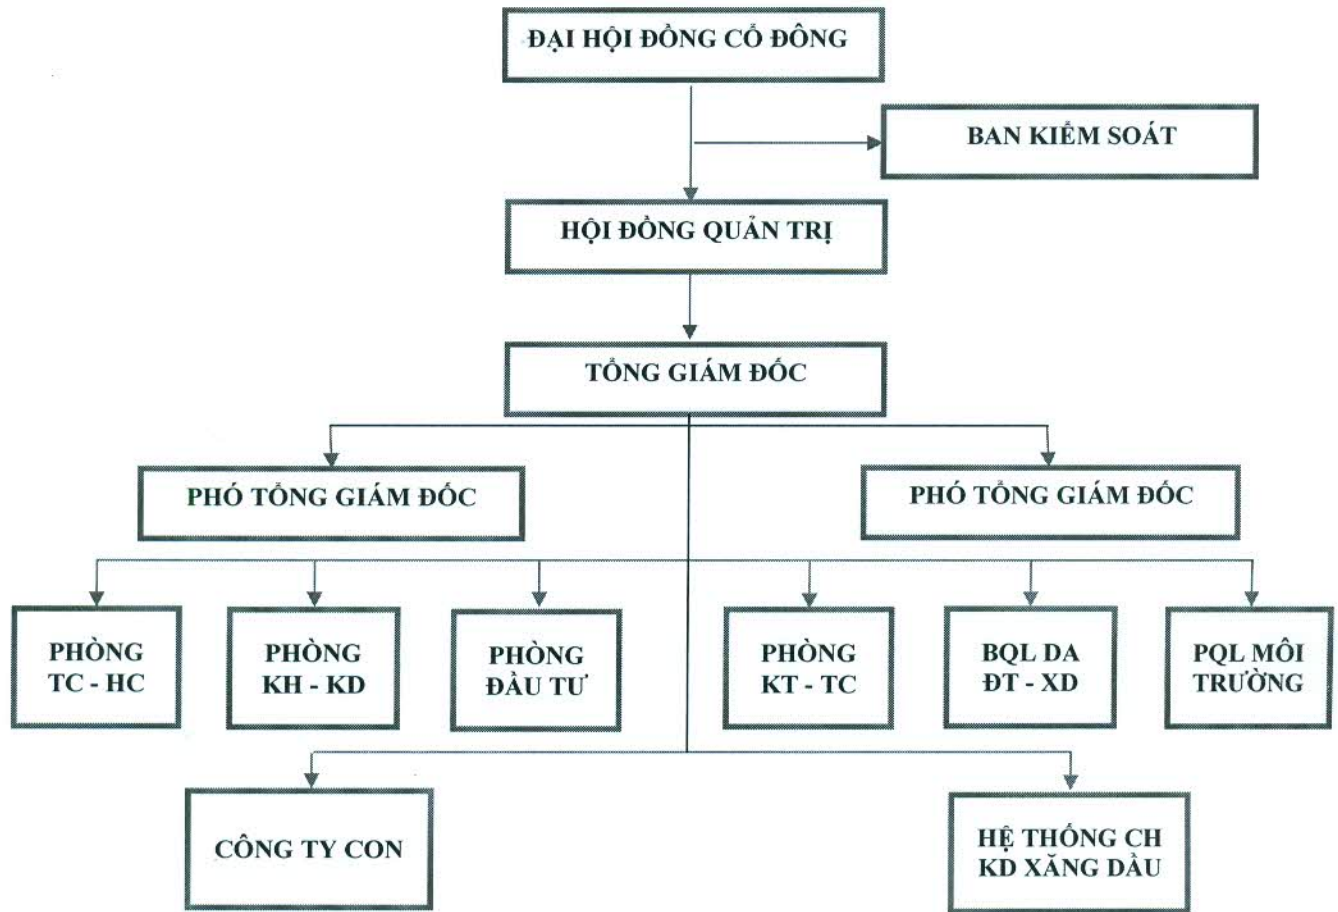 ĐẠI HỘI ĐỒNG CỔ ĐÔNG
BAN KIỂM SOÁT
HỘI ĐỒNG QUẢN TRỊ
TỔNG GIÁM ĐỐC
PHÓ TỔNG GIÁM ĐỐC
PHÓ TỔNG GIÁM ĐỐC
PHÒNG
TC - HC
PHÒNG
KH - KD
PHÒNG
ĐẦU TƯ
PHÒNG
KT - TC
BQL DA
ĐT - XD
PQL MÔI
TRƯỜNG
CÔNG TY CON
HỆ THỐNG CH
KD XĂNG DẦU